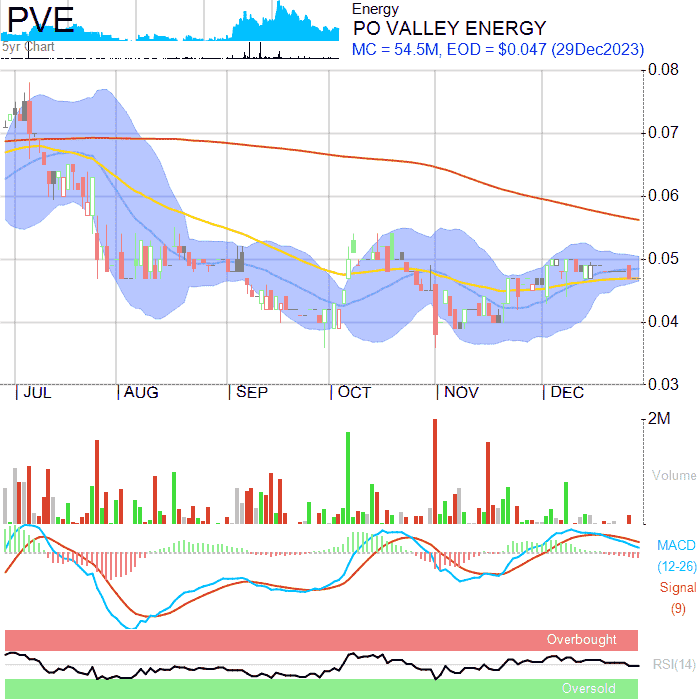 PVE
5yr Chart
Energy
PO VALLEY ENERGY
MC = 54.5M, EOD = $0.047 (29Dec2023)
0.08
0.07
0.06
0.05
0.04
0.03
JUL
AUG
SEP
OCT
NOV
DEC
2M
Volume
MACD
(12-26)
Signal
(9)
Overbought
RSI(14)
Oversold